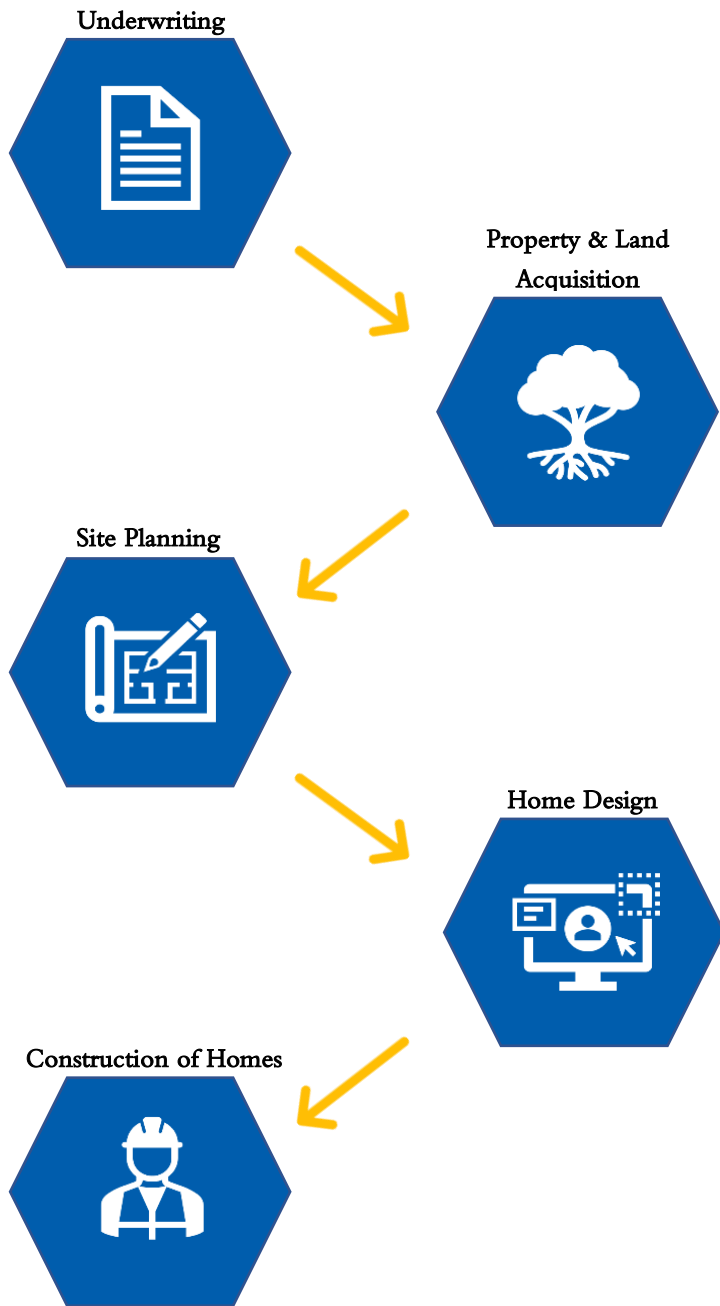 Underwriting
Property & Land
Acquisition
Site Planning
Home Design
Construction of Homes